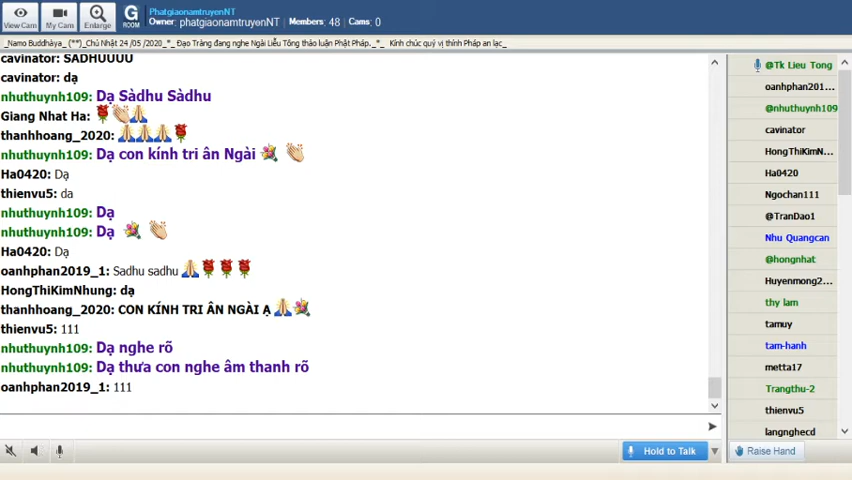 View Cam
My Cam
Enlarge
G
ROOM
PhatgiaonamtruyenNT
Owner: phatgiaonamtruyenNT Members: 48 Cams: 0
_Namo Buddhàya_ (**)_Chủ Nhật 24 /05 /2020_*_ Đạo Tràng đang nghe Ngài Liễu Tông thảo luận Phật Pháp._*_ Kính chúc quý vị thính Pháp an lạc_
cavinator: SADHUUUU
cavinator: dạ
nhuthuynh109: Dạ Sàdhu Sàdhu
Giang Nhat Ha:
thanhhoang_2020:
nhuthuynh109: Dạ con kính tri ân Ngài
Ha0420: Dạ
thienvu5: da
nhuthuynh109: Dạ
nhuthuynh109: Dạ
Ha0420: Dạ
oanhphan2019_1: Sadhu sadhu
HongThiKimNhung: dạ
thanhhoang_2020: CON KÍNH TRI ÂN NGÀI Ạ
thienvu5: 111
nhuthuynh109: Dạ nghe rõ
nhuthuynh109: Dạ thưa con nghe âm thanh rõ
oanhphan2019_1: 111
@Tk Lieu Tong
oanhphan201...
@nhuthuynh109
cavinator
HongThiKimN...
Ha0420
Ngochan111
@TranDao1
Nhu Quangcan
@hongnhat
Huyenmong2...
thy lam
tamuy
tam-hanh
metta17
Trangthu-2
thienvu5
langnghecd
Hold to Talk
Raise Hand